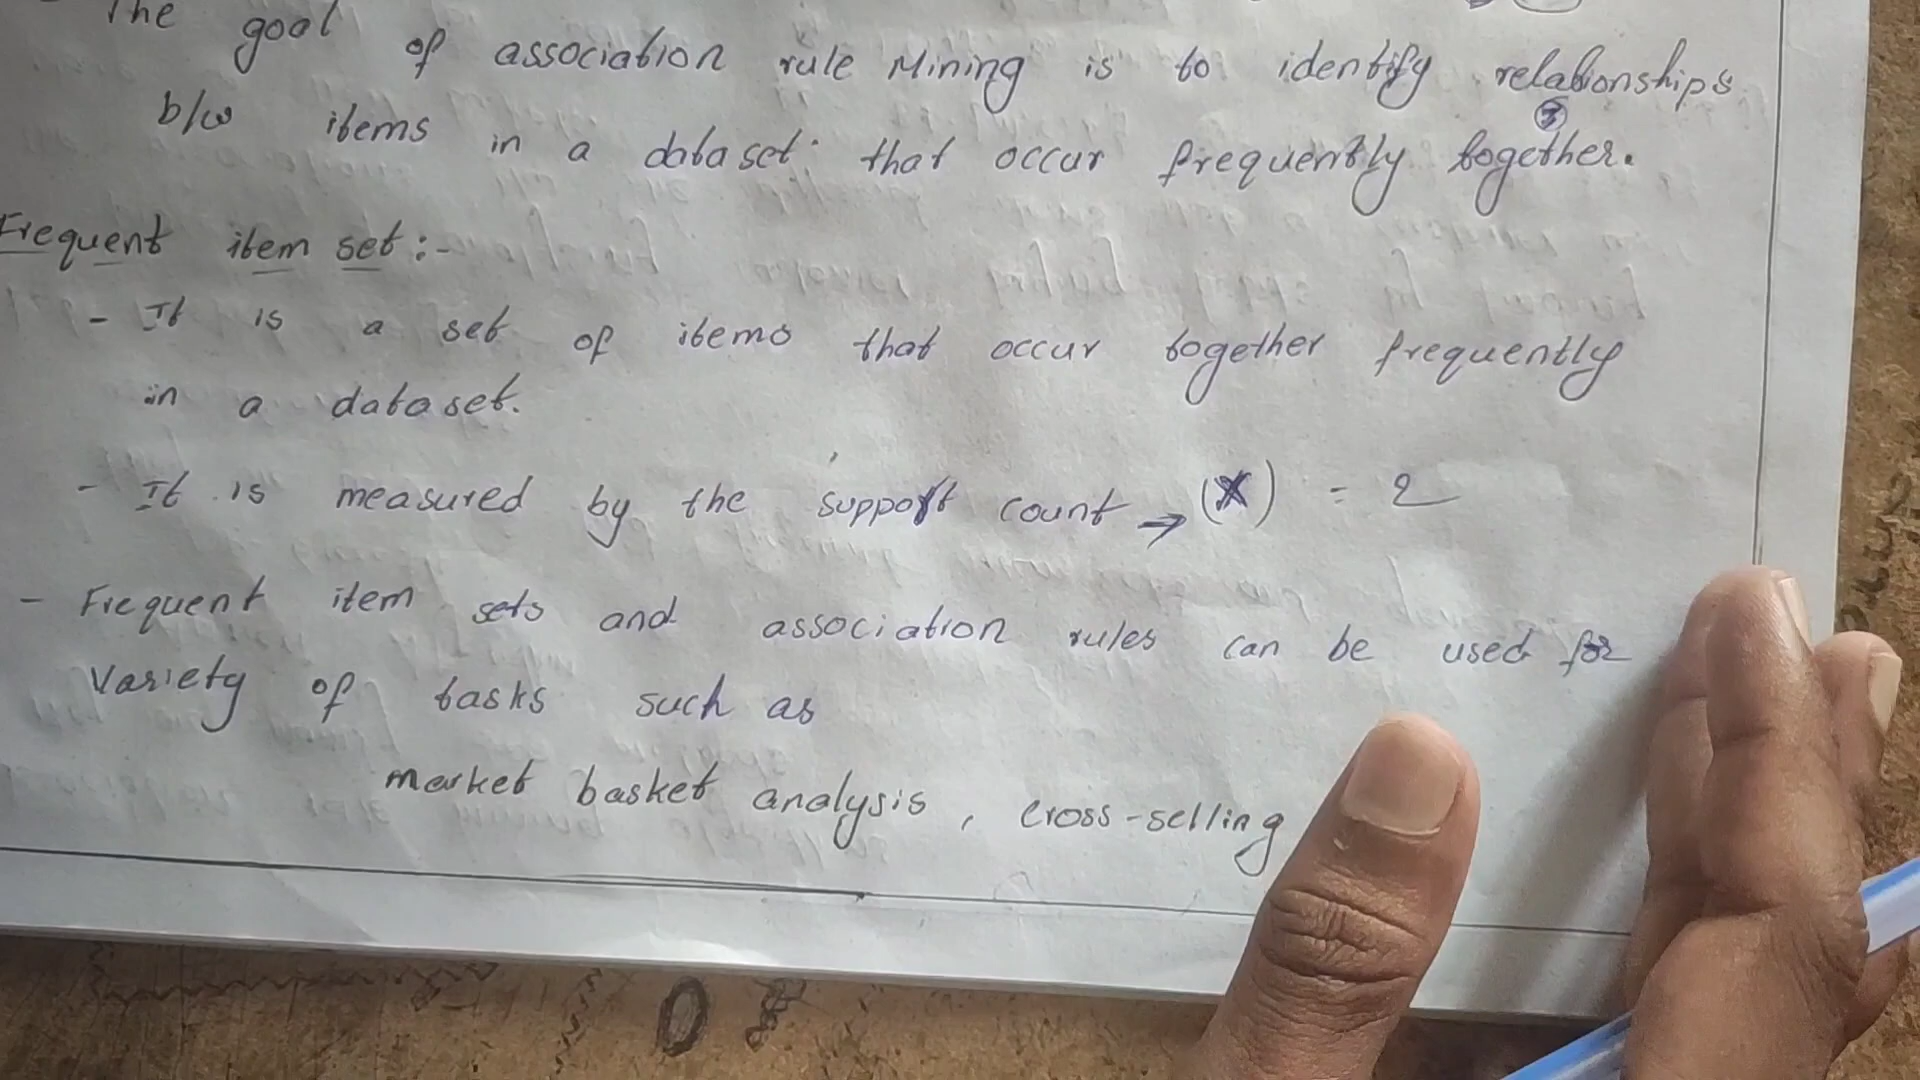 The goal of association rule Mining is to identify relationships
b/w items in a dataset that occur frequently together.
Frequent item set :-
- It is a set of items that occur together frequently
in a dataset.
- It is measured by the support count → (X) = 2
- Frequent item sets and association rules can be used for
Variety of tasks such as
market basket analysis, cross-selling